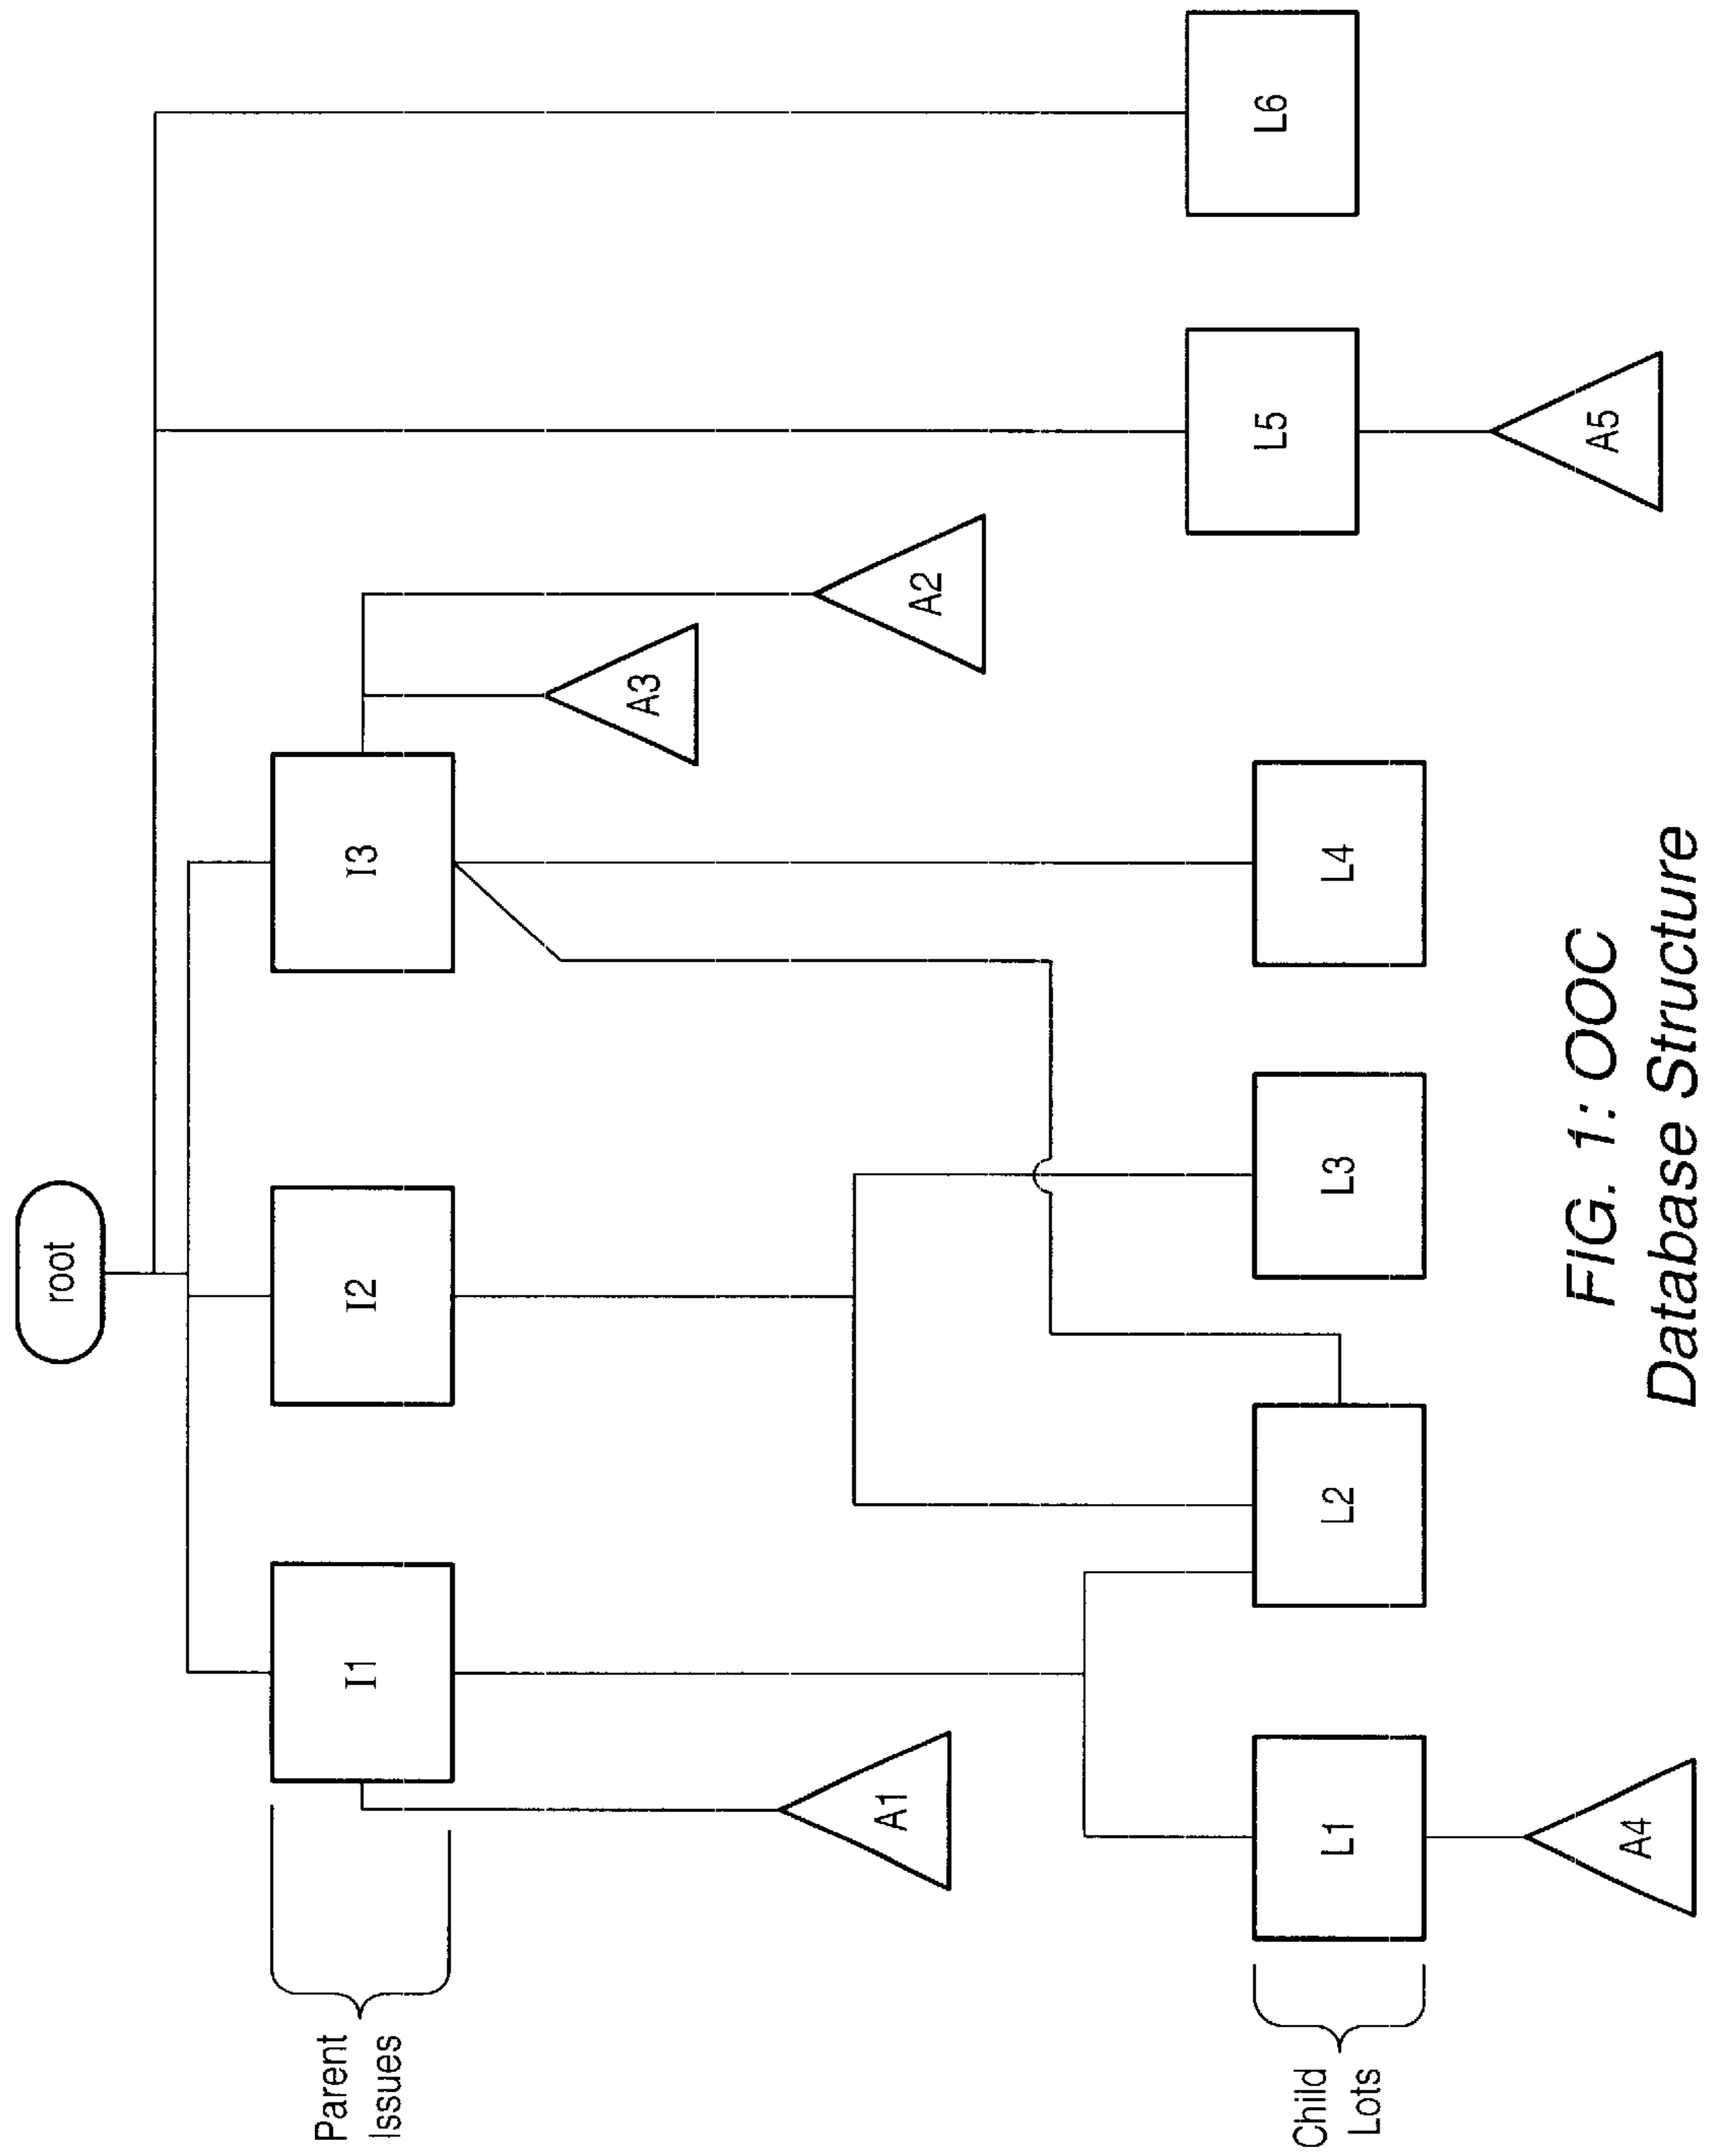 root
Parent
Issues
I1
I2
I3
A1
A3
A2
Child
Lots
L1
L2
L3
L4
L5
L6
A4
A5
FIG. 1: OOC
Database Structure